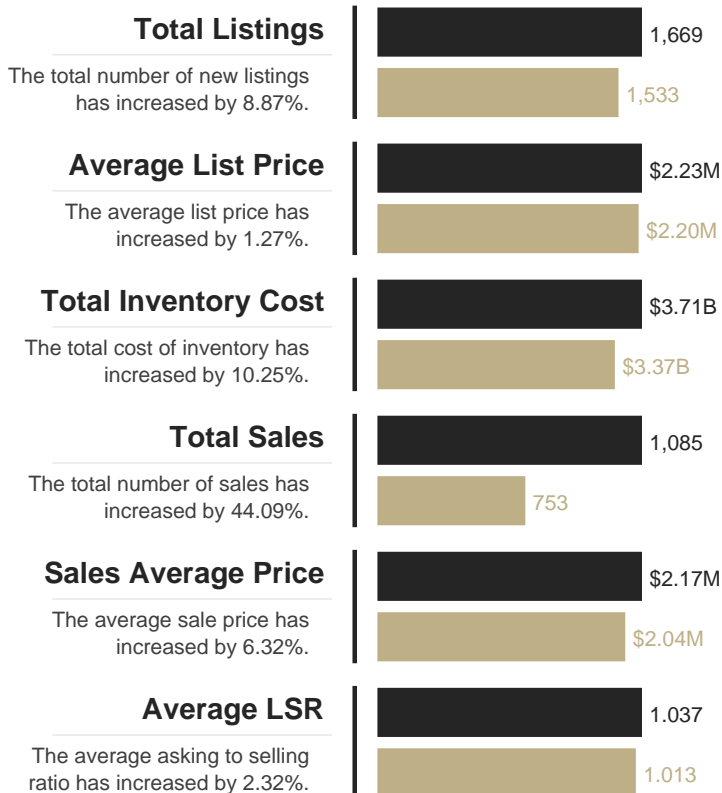 Total Listings
The total number of new listings
has increased by 8.87%.
1,669
1,533
Average List Price
The average list price has
increased by 1.27%.
$2.23M
$2.20M
Total Inventory Cost
The total cost of inventory has
increased by 10.25%.
$3.71B
$3.37B
Total Sales
The total number of sales has
increased by 44.09%.
1,085
753
Sales Average Price
The average sale price has
increased by 6.32%.
$2.17M
$2.04M
Average LSR
The average asking to selling
ratio has increased by 2.32%.
1.037
1.013